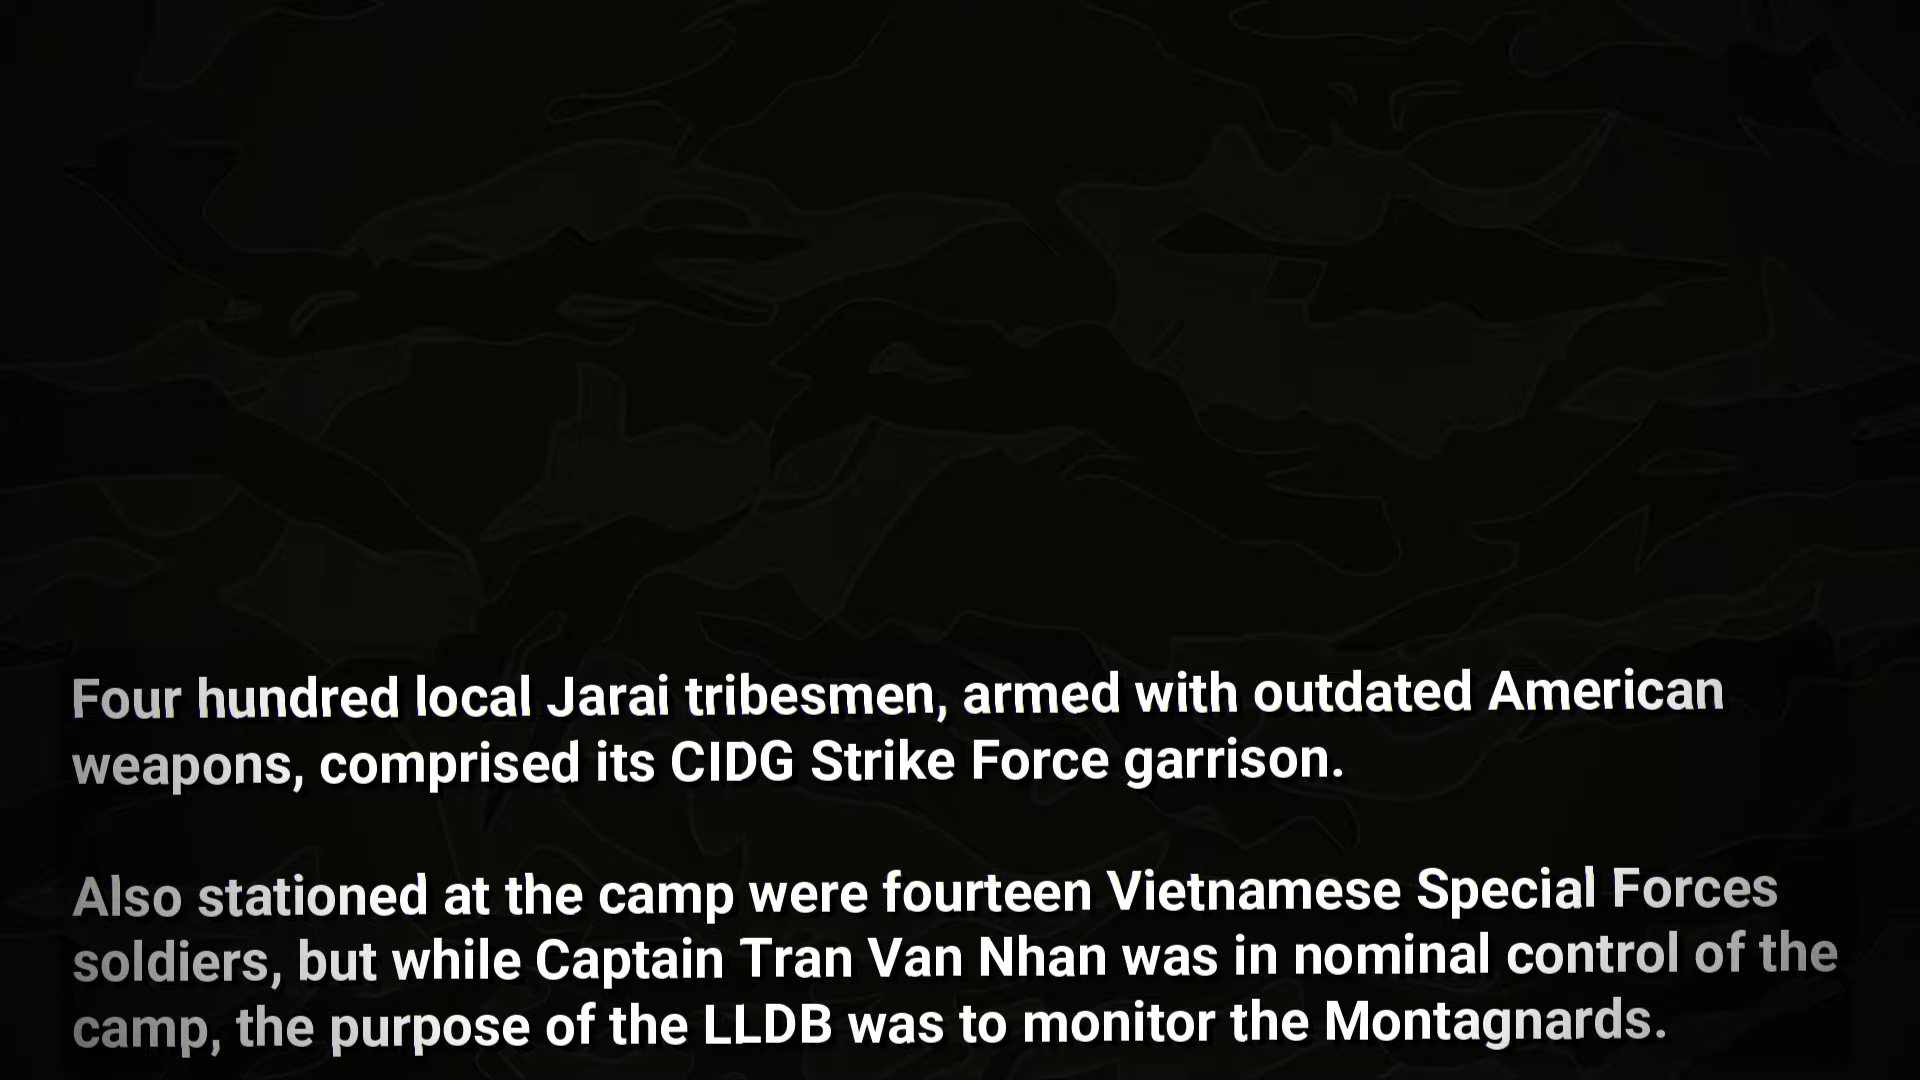 Four hundred local Jarai tribesmen, armed with outdated American
weapons, comprised its CIDG Strike Force garrison.
Also stationed at the camp were fourteen Vietnamese Special Forces
soldiers, but while Captain Tran Van Nhan was in nominal control of the
camp, the purpose of the LLDB was to monitor the Montagnards.